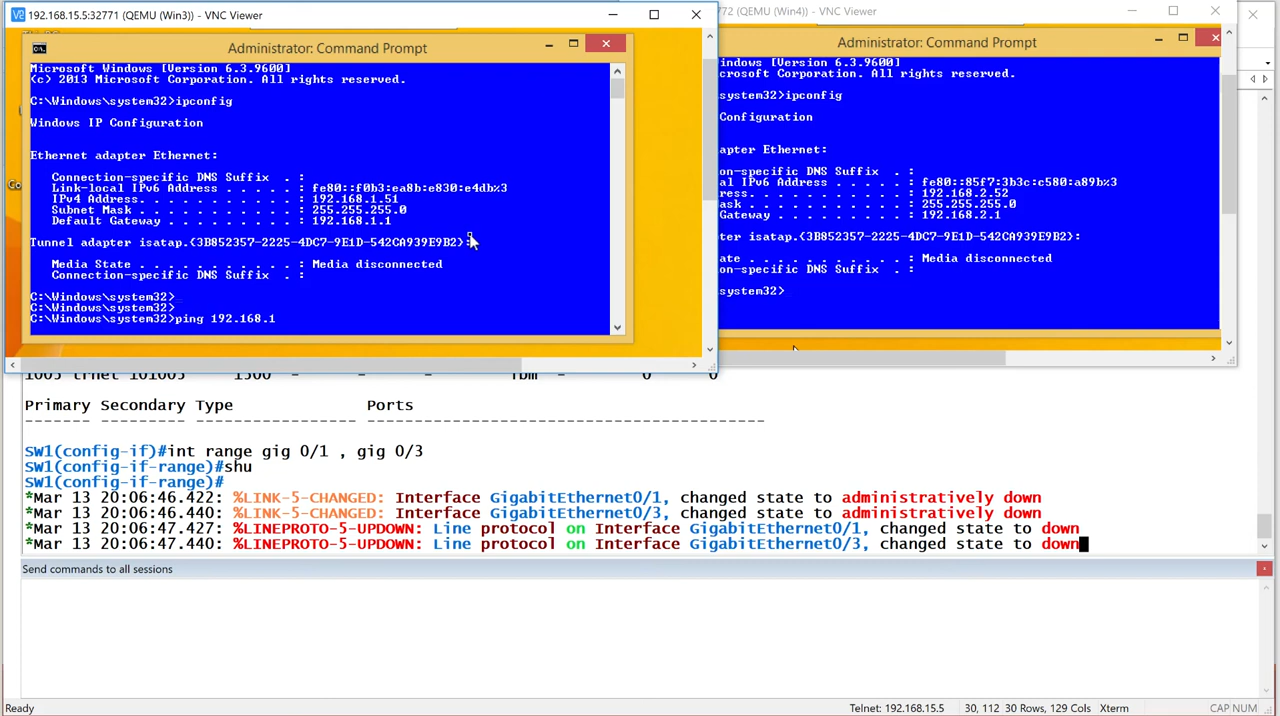 192.168.15.5:32771 (QEMU (Win3)) - VNC Viewer
Administrator: Command Prompt
Microsoft Windows [Version 6.3.9600]
(c) 2013 Microsoft Corporation. All rights reserved.
C:\Windows\system32>ipconfig
Windows IP Configuration
Ethernet adapter Ethernet:
Connection-specific DNS Suffix . :
Link-local IPv6 Address . . . . . : fe80::f0b3:ea8b:e830:e4db%3
IPv4 Address. . . . . . . . . . . : 192.168.1.51
Subnet Mask . . . . . . . . . . . : 255.255.255.0
Default Gateway . . . . . . . . . : 192.168.1.1
Tunnel adapter isatap.{3B852357-2225-4DC7-9E1D-542CA939E9B2}:
Media State . . . . . . . . . . . : Media disconnected
Connection-specific DNS Suffix . :
C:\Windows\system32>
C:\Windows\system32>
C:\Windows\system32>ping 192.168.1
772 (QEMU (Win4)) - VNC Viewer
Administrator: Command Prompt
ndows [Version 6.3.9600]
crosoft Corporation. All rights reserved.
system32>ipconfig
Configuration
apter Ethernet:
on-specific DNS Suffix . :
al IPv6 Address . . . . . : fe80::85f7:3b3c:c580:a89b%3
ress. . . . . . . . . . . : 192.168.2.52
ask . . . . . . . . . . . : 255.255.255.0
Gateway . . . . . . . . . : 192.168.2.1
ter isatap.{3B852357-2225-4DC7-9E1D-542CA939E9B2}:
ate . . . . . . . . . . . : Media disconnected
on-specific DNS Suffix . :
system32>
1005 trnet 101005 1500 - - - ibm - 0 0
Primary Secondary Type Ports
------- --------- ----------------- ------------------------------------------
SW1(config-if)#int range gig 0/1 , gig 0/3
SW1(config-if-range)#shu
SW1(config-if-range)#
*Mar 13 20:06:46.422: %LINK-5-CHANGED: Interface GigabitEthernet0/1, changed state to administratively down
*Mar 13 20:06:46.440: %LINK-5-CHANGED: Interface GigabitEthernet0/3, changed state to administratively down
*Mar 13 20:06:47.427: %LINEPROTO-5-UPDOWN: Line protocol on Interface GigabitEthernet0/1, changed state to down
*Mar 13 20:06:47.440: %LINEPROTO-5-UPDOWN: Line protocol on Interface GigabitEthernet0/3, changed state to down
Send commands to all sessions
Ready Telnet: 192.168.15.5 30, 112 30 Rows, 129 Cols Xterm CAP NUM